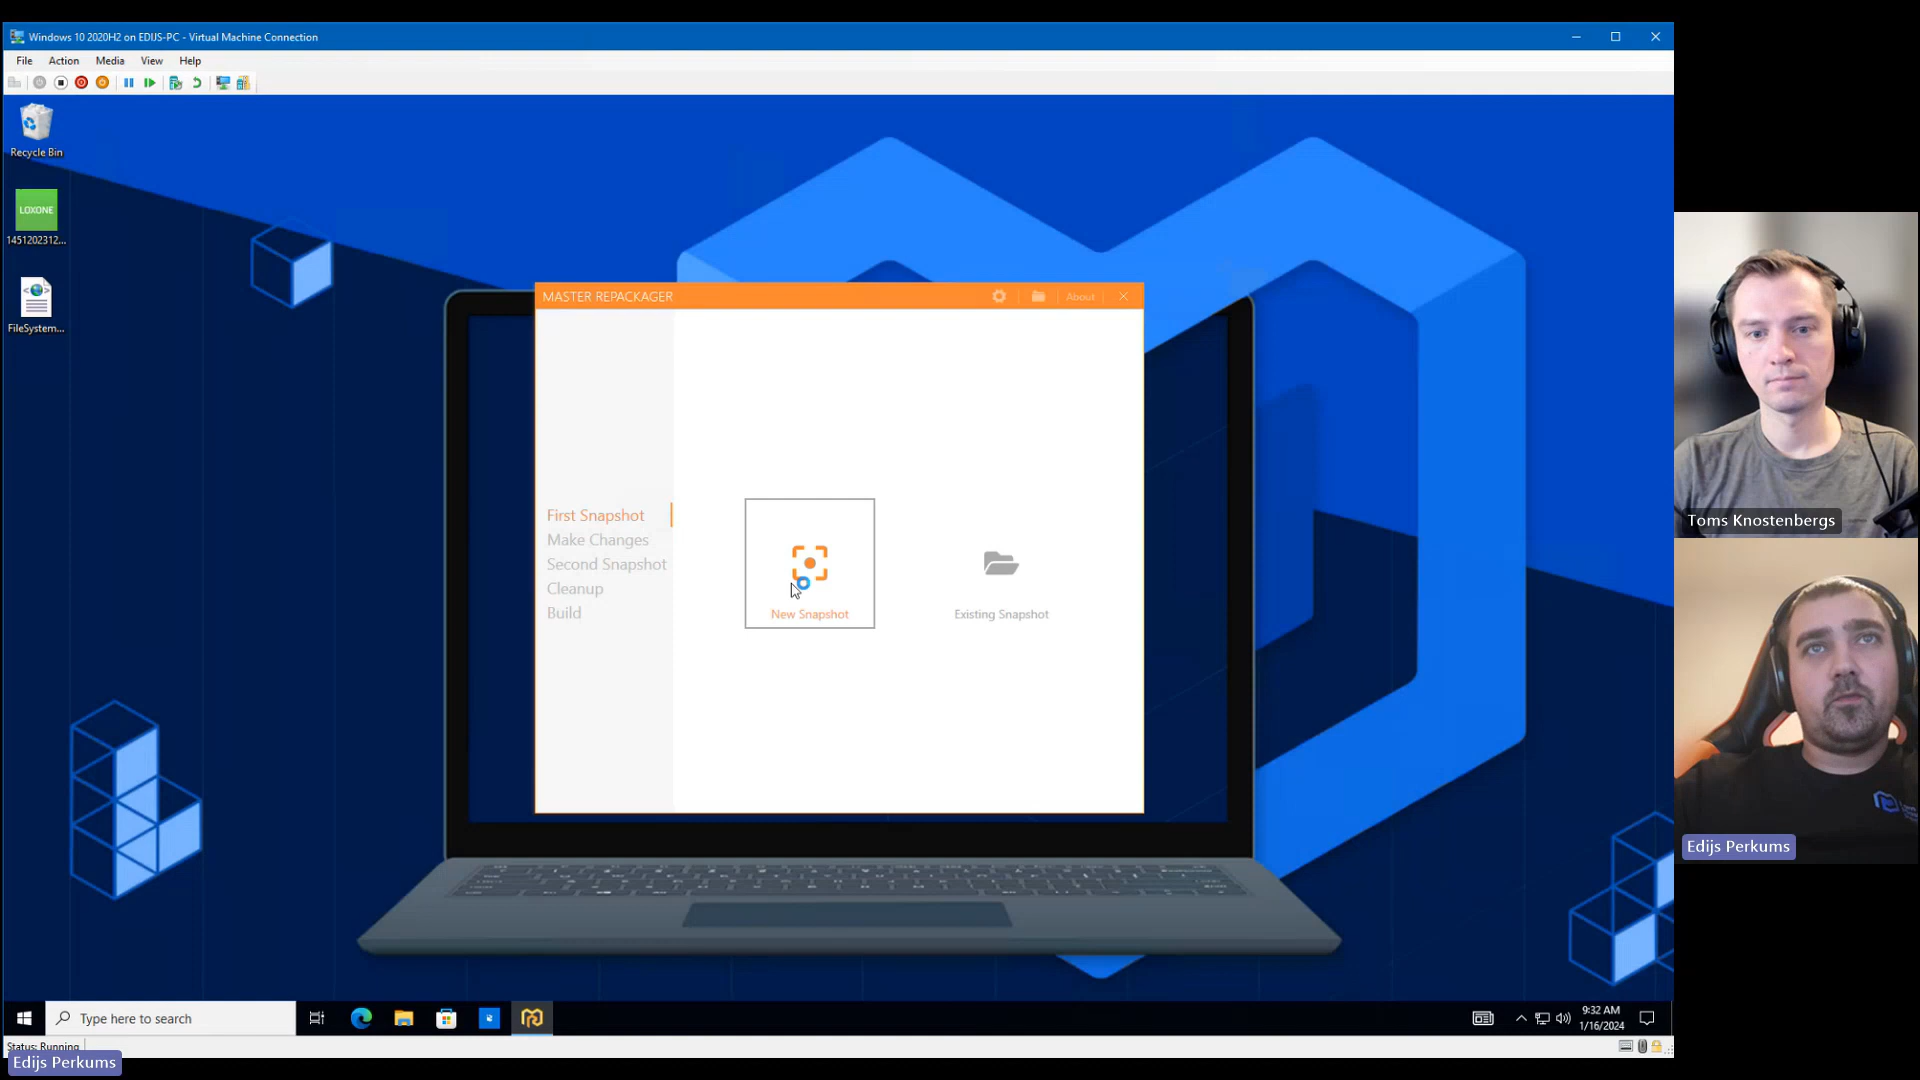 Windows 10 2020H2 on EDIJS-PC - Virtual Machine Connection
File Action Media View Help
Recycle Bin
LOXONE
1451202312...
FileSystem...
MASTER REPACKAGER
About
First Snapshot
Make Changes
Second Snapshot
Cleanup
Build
New Snapshot
Existing Snapshot
Toms Knostenbergs
Edijs Perkums
Type here to search
9:32 AM
1/16/2024
Status: Running
Edijs Perkums